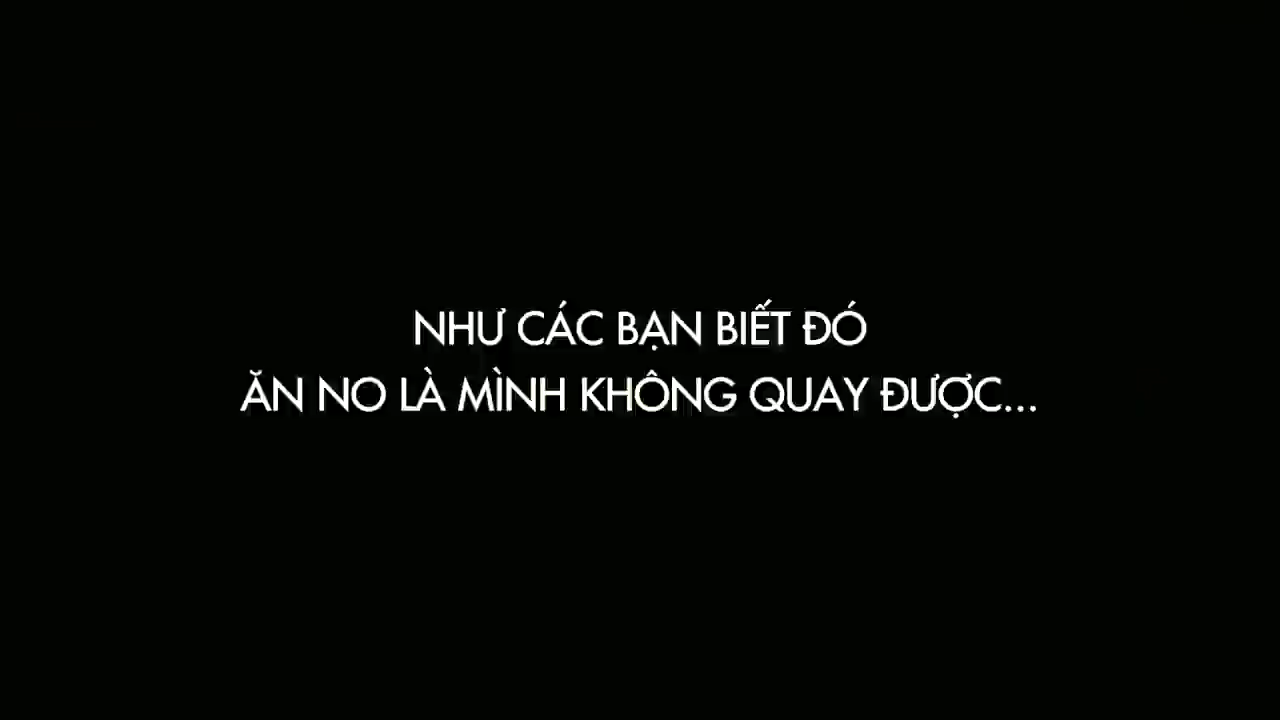 NHƯ CÁC BẠN BIẾT ĐÓ
ĂN NO LÀ MÌNH KHÔNG QUAY ĐƯỢC...